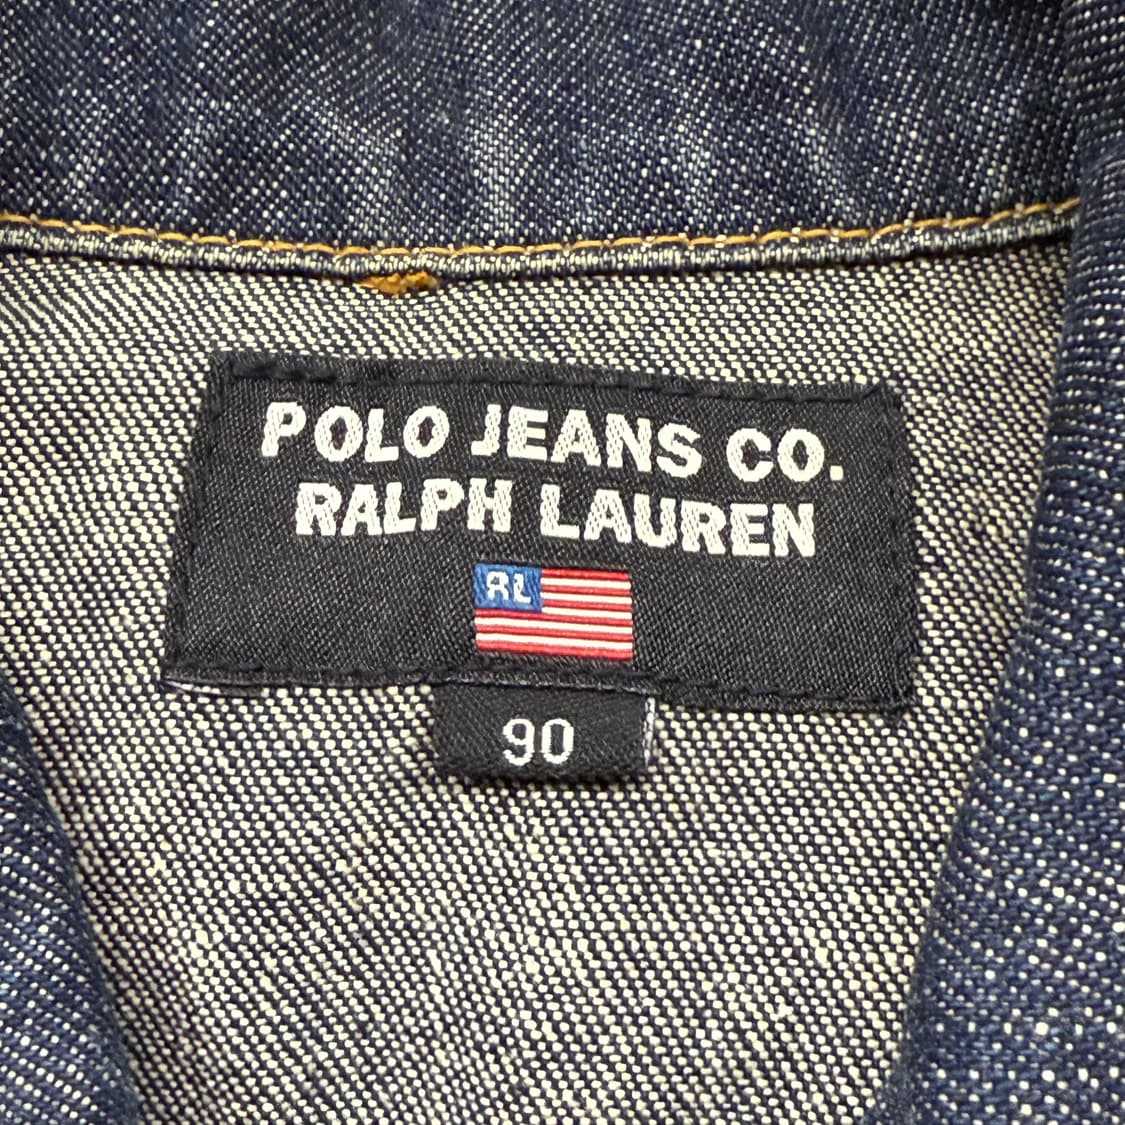 POLO JEANS CO.
RALPH LAUREN
RL
90